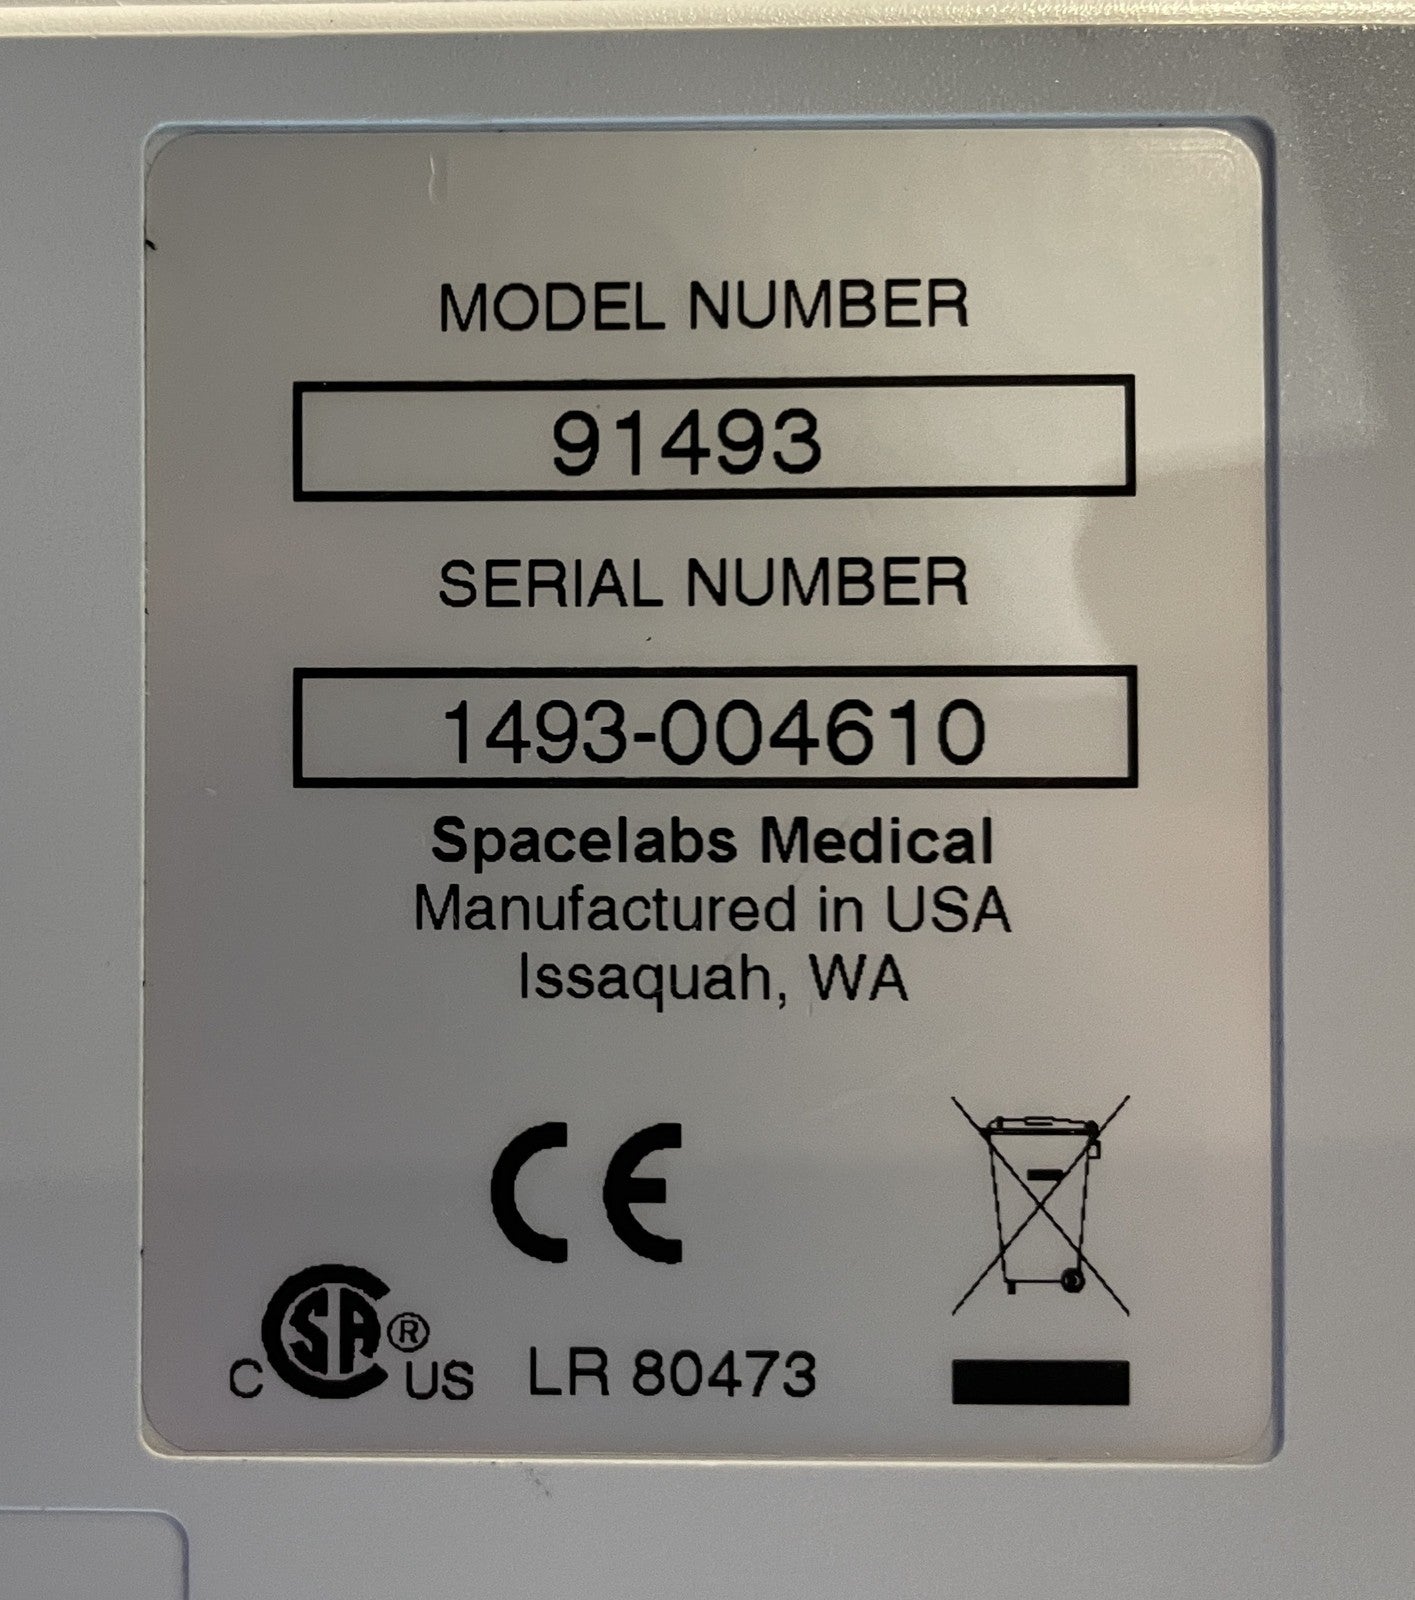 MODEL NUMBER
91493
SERIAL NUMBER
1493-004610
Spacelabs Medical
Manufactured in USA
Issaquah, WA
CE
C SA ® US LR 80473